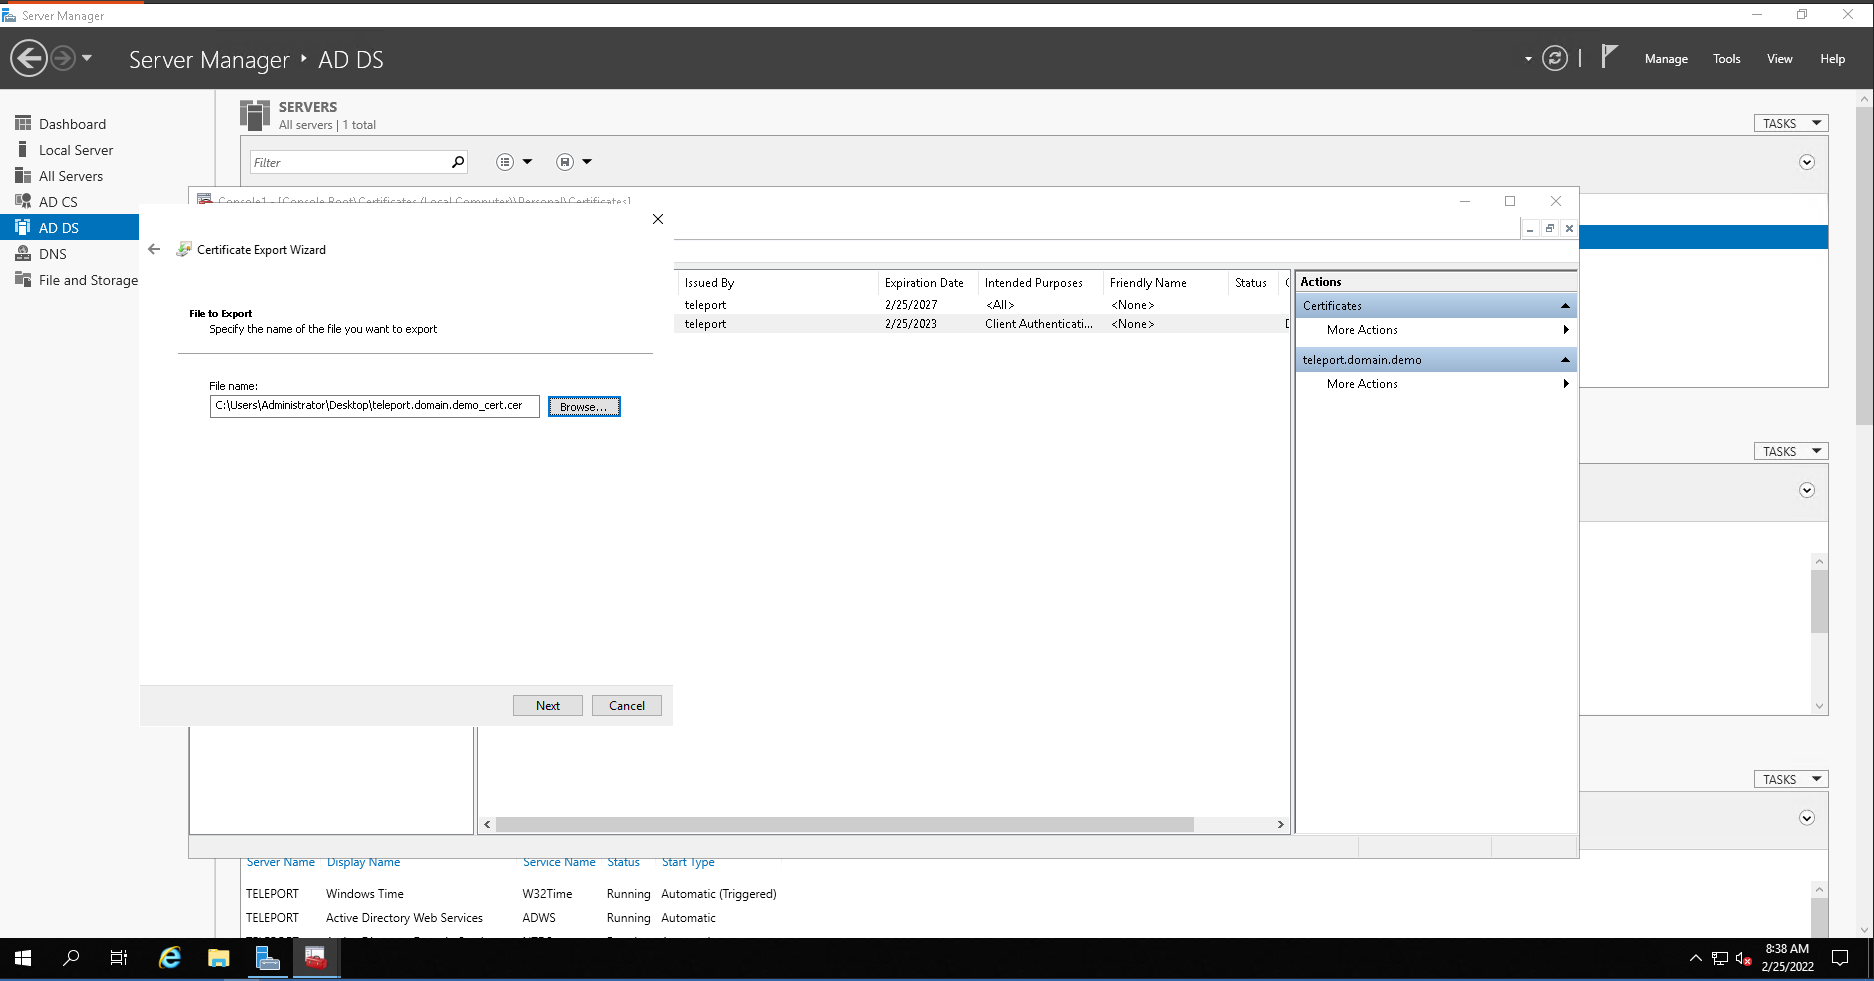 Server Manager
Server Manager ‣ AD DS
Manage
Tools
View
Help
Dashboard
Local Server
All Servers
AD CS
AD DS
DNS
File and Storage
SERVERS
All servers | 1 total
TASKS
Filter
Console1 - [Console Root\Certificates (Local Computer)\Personal\Certificates]
Certificate Export Wizard
File to Export
Specify the name of the file you want to export
File name:
C:\Users\Administrator\Desktop\teleport.domain.demo_cert.cer
Browse...
Next
Cancel
Issued By
Expiration Date
Intended Purposes
Friendly Name
Status
teleport
2/25/2027
<All>
<None>
teleport
2/25/2023
Client Authenticati...
<None>
Actions
Certificates
More Actions
teleport.domain.demo
More Actions
TASKS
TASKS
Server Name
Display Name
Service Name
Status
Start Type
TELEPORT
Windows Time
W32Time
Running
Automatic (Triggered)
TELEPORT
Active Directory Web Services
ADWS
Running
Automatic
8:38 AM
2/25/2022